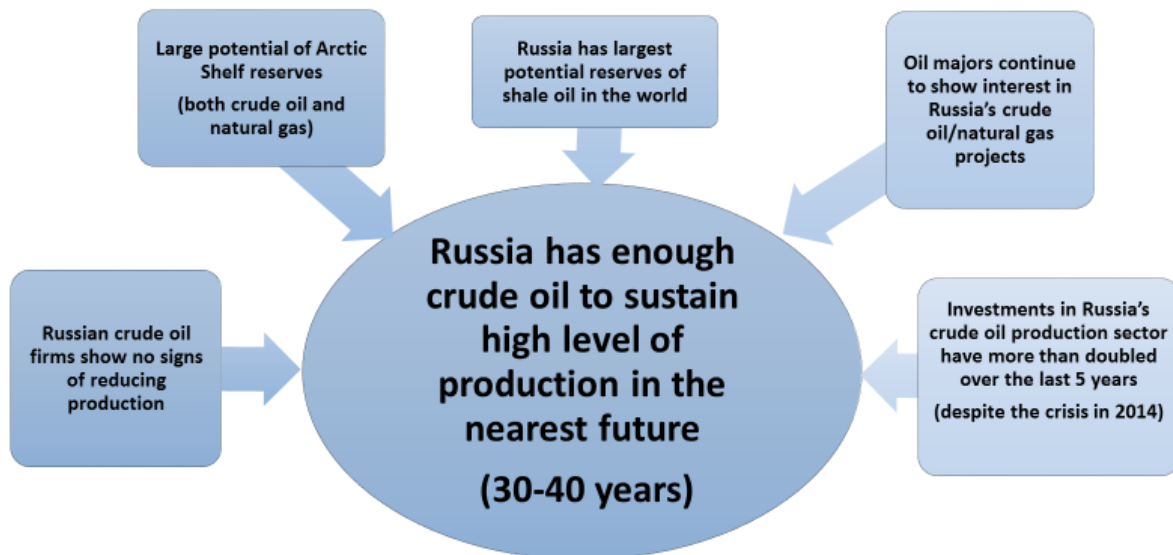 Large potential of Arctic
Shelf reserves
(both crude oil and
natural gas)
Russia has largest
potential reserves of
shale oil in the world
Oil majors continue
to show interest in
Russia's crude
oil/natural gas
projects
Russian crude oil
firms show no signs
of reducing
production
Russia has enough
crude oil to sustain
high level of
production in the
nearest future
(30-40 years)
Investments in Russia's
crude oil production sector
have more than doubled
over the last 5 years
(despite the crisis in 2014)